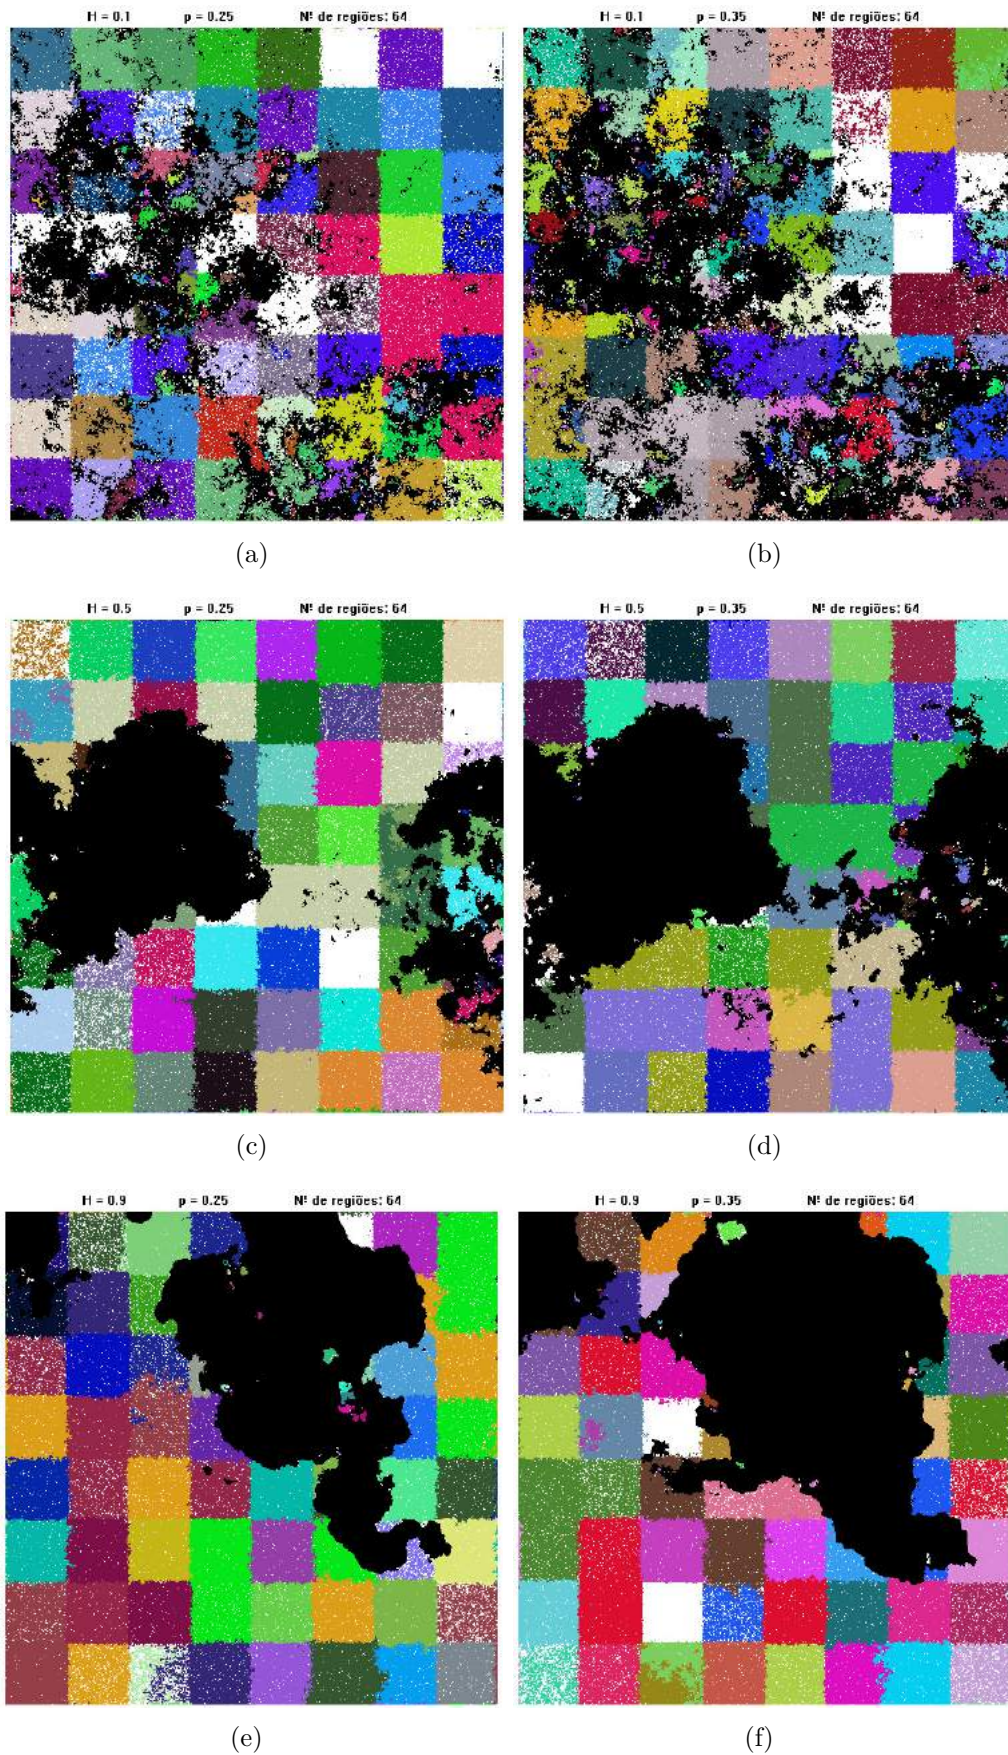 H = 0.1 p = 0.25 Nº de regiões: 64
H = 0.1 p = 0.35 Nº de regiões: 64
(a)
(b)
H = 0.5 p = 0.25 Nº de regiões: 64
H = 0.5 p = 0.35 Nº de regiões: 64
(c)
(d)
H = 0.9 p = 0.25 Nº de regiões: 64
H = 0.9 p = 0.35 Nº de regiões: 64
(e)
(f)